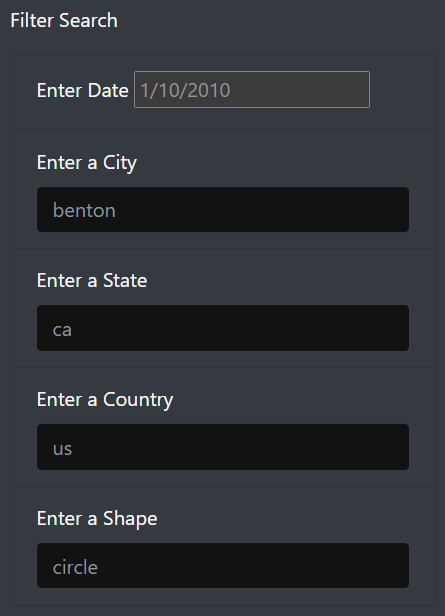 Filter Search
Enter Date 1/10/2010
Enter a City
benton
Enter a State
ca
Enter a Country
us
Enter a Shape
circle